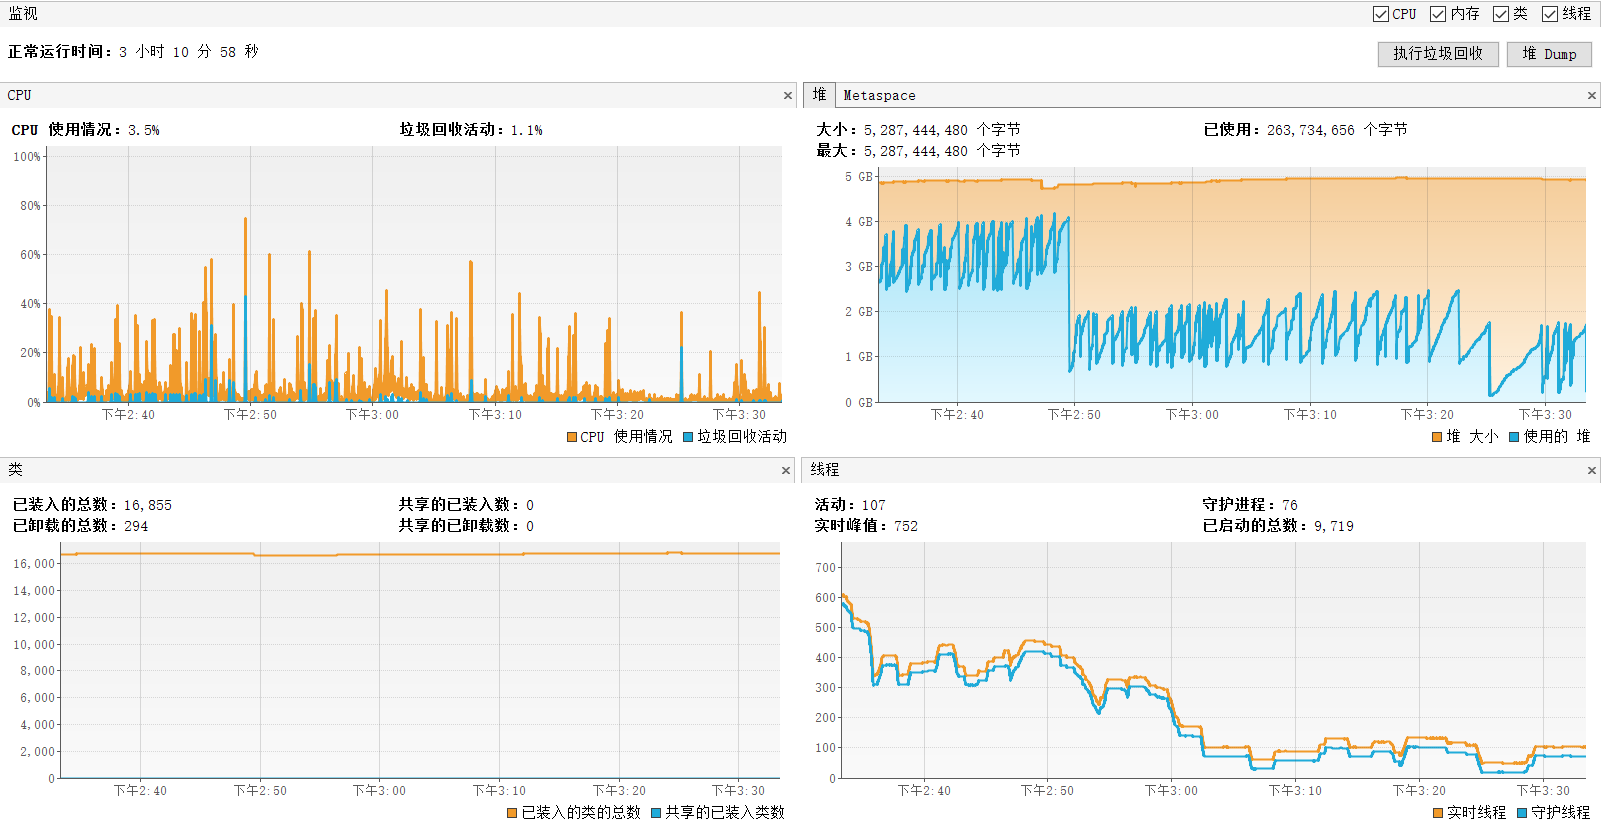 监视
CPU 内存 类 线程
正常运行时间：3 小时 10 分 58 秒
执行垃圾回收 堆 Dump
CPU
CPU 使用情况：3.5% 垃圾回收活动：1.1%
100%
80%
60%
40%
20%
0%
下午2:40 下午2:50 下午3:00 下午3:10 下午3:20 下午3:30
CPU 使用情况 垃圾回收活动
堆 Metaspace
大小：5,287,444,480 个字节 已使用：263,734,656 个字节
最大：5,287,444,480 个字节
5 GB
4 GB
3 GB
2 GB
1 GB
0 GB
下午2:40 下午2:50 下午3:00 下午3:10 下午3:20 下午3:30
堆 大小 使用的 堆
类
已装入的总数：16,855 共享的已装入数：0
已卸载的总数：294 共享的已卸载数：0
16,000
14,000
12,000
10,000
8,000
6,000
4,000
2,000
0
下午2:40 下午2:50 下午3:00 下午3:10 下午3:20 下午3:30
已装入的类的总数 共享的已装入类数
线程
活动：107 守护进程：76
实时峰值：752 已启动的总数：9,719
700
600
500
400
300
200
100
0
下午2:40 下午2:50 下午3:00 下午3:10 下午3:20 下午3:30
实时线程 守护线程